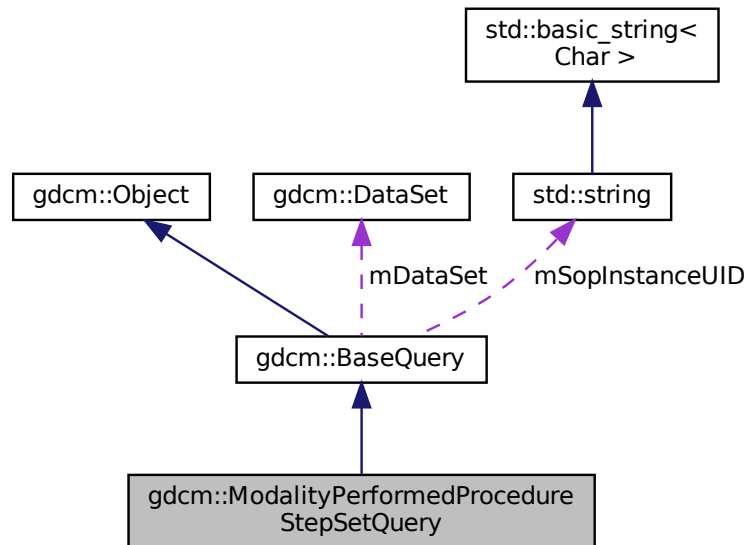 std::basic_string<
Char >
gdcm::Object
gdcm::DataSet
std::string
mDataSet
mSopInstanceUID
gdcm::BaseQuery
gdcm::ModalityPerformedProcedure
StepSetQuery